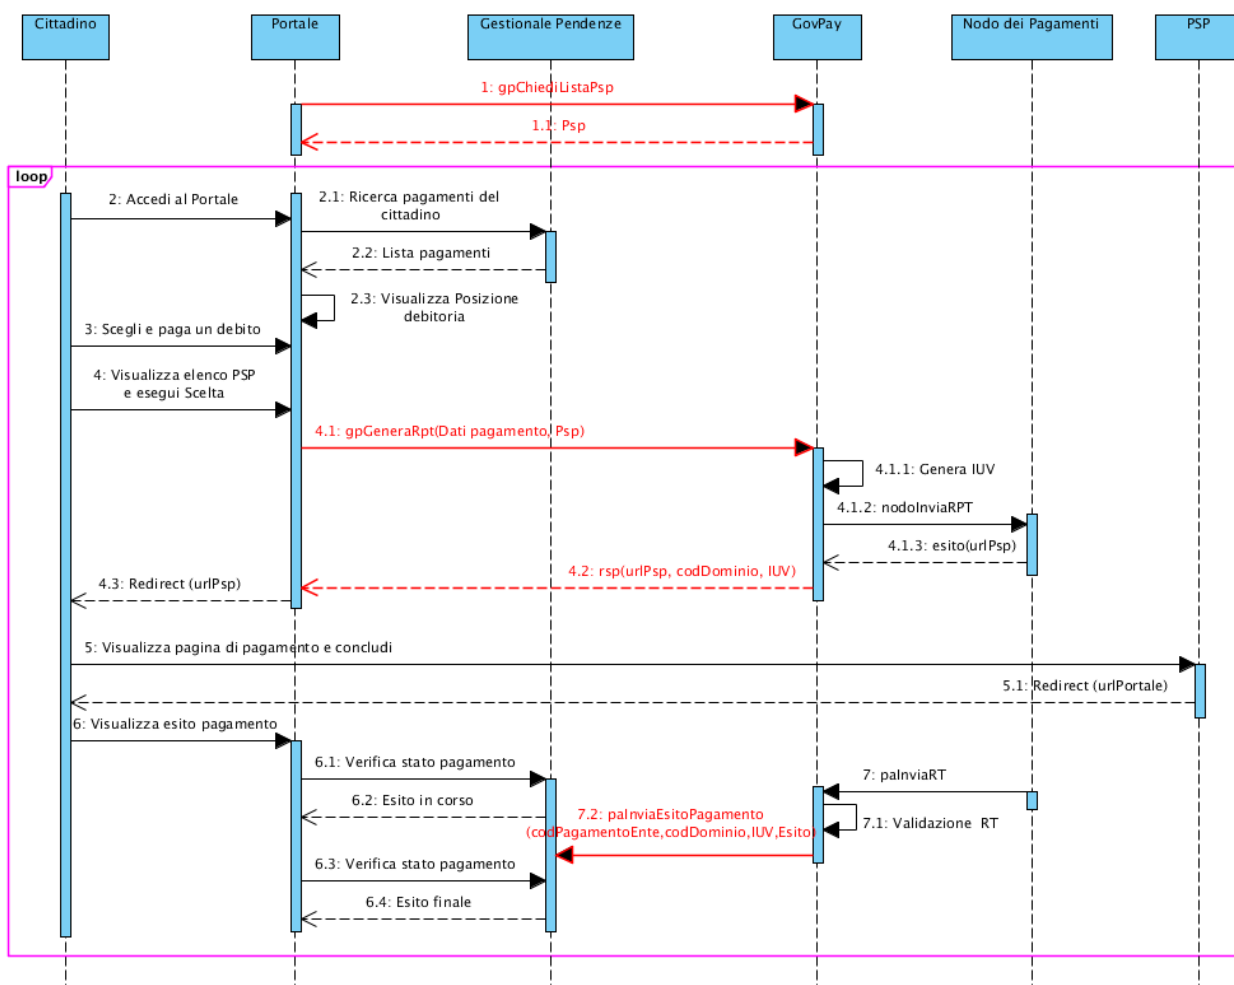 Cittadino
Portale
Gestionale Pendenze
GovPay
Nodo dei Pagamenti
PSP
1: gpChiediListaPsp
1.1: Psp
loop
2: Accedi al Portale
2.1: Ricerca pagamenti del
cittadino
2.2: Lista pagamenti
2.3: Visualizza Posizione
debitoria
3: Scegli e paga un debito
4: Visualizza elenco PSP
e esegui Scelta
4.1: gpGeneraRpt(Dati pagamento, Psp)
4.1.1: Genera IUV
4.1.2: nodoInviaRPT
4.1.3: esito(urlPsp)
4.2: rsp(urlPsp, codDominio, IUV)
4.3: Redirect (urlPsp)
5: Visualizza pagina di pagamento e concludi
5.1: Redirect (urlPortale)
6: Visualizza esito pagamento
6.1: Verifica stato pagamento
7: paInviaRT
6.2: Esito in corso
7.2: paInviaEsitoPagamento
(codPagamentoEnte,codDominio,IUV,Esito)
7.1: Validazione RT
6.3: Verifica stato pagamento
6.4: Esito finale